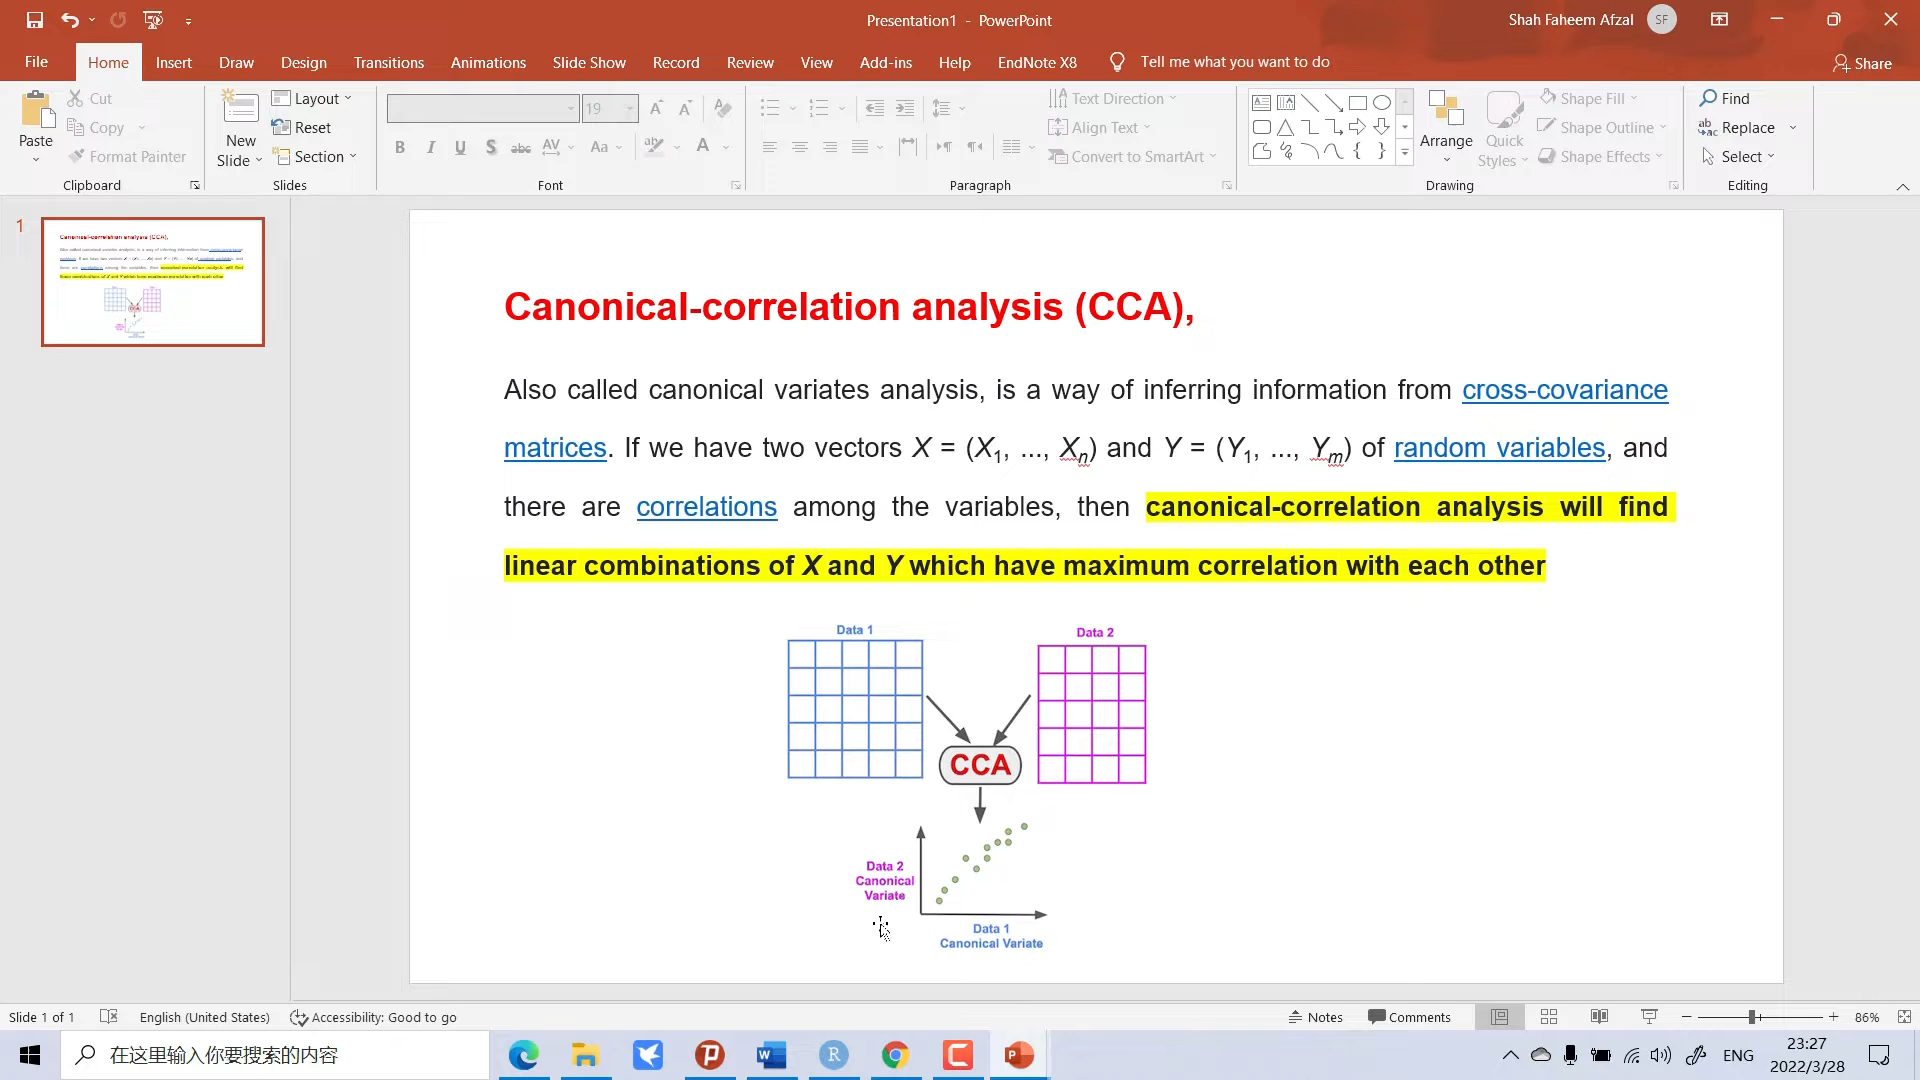 Presentation1 - PowerPoint
Shah Faheem Afzal
SF
File Home Insert Draw Design Transitions Animations Slide Show Record Review View Add-ins Help EndNote X8 Tell me what you want to do
Share
Paste
Cut
Copy
Format Painter
Clipboard
New Slide
Layout
Reset
Section
Slides
19
B I U S abc AV Aa A
Font
Text Direction
Align Text
Convert to SmartArt
Paragraph
Arrange
Quick Styles
Shape Fill
Shape Outline
Shape Effects
Drawing
Find
Replace
Select
Editing
1
Canonical-correlation analysis (CCA),
Also called canonical variates analysis, is a way of inferring information from cross-covariance
matrices. If we have two vectors X = (X1, ..., Xn) and Y = (Y1, ..., Ym) of random variables, and
there are correlations among the variables, then canonical-correlation analysis will find
linear combinations of X and Y which have maximum correlation with each other
Data 1
Data 2
CCA
Data 2
Canonical
Variate
Data 1
Canonical Variate
Slide 1 of 1
English (United States)
Accessibility: Good to go
Notes
Comments
86%
在这里输入你要搜索的内容
ENG
23:27
2022/3/28